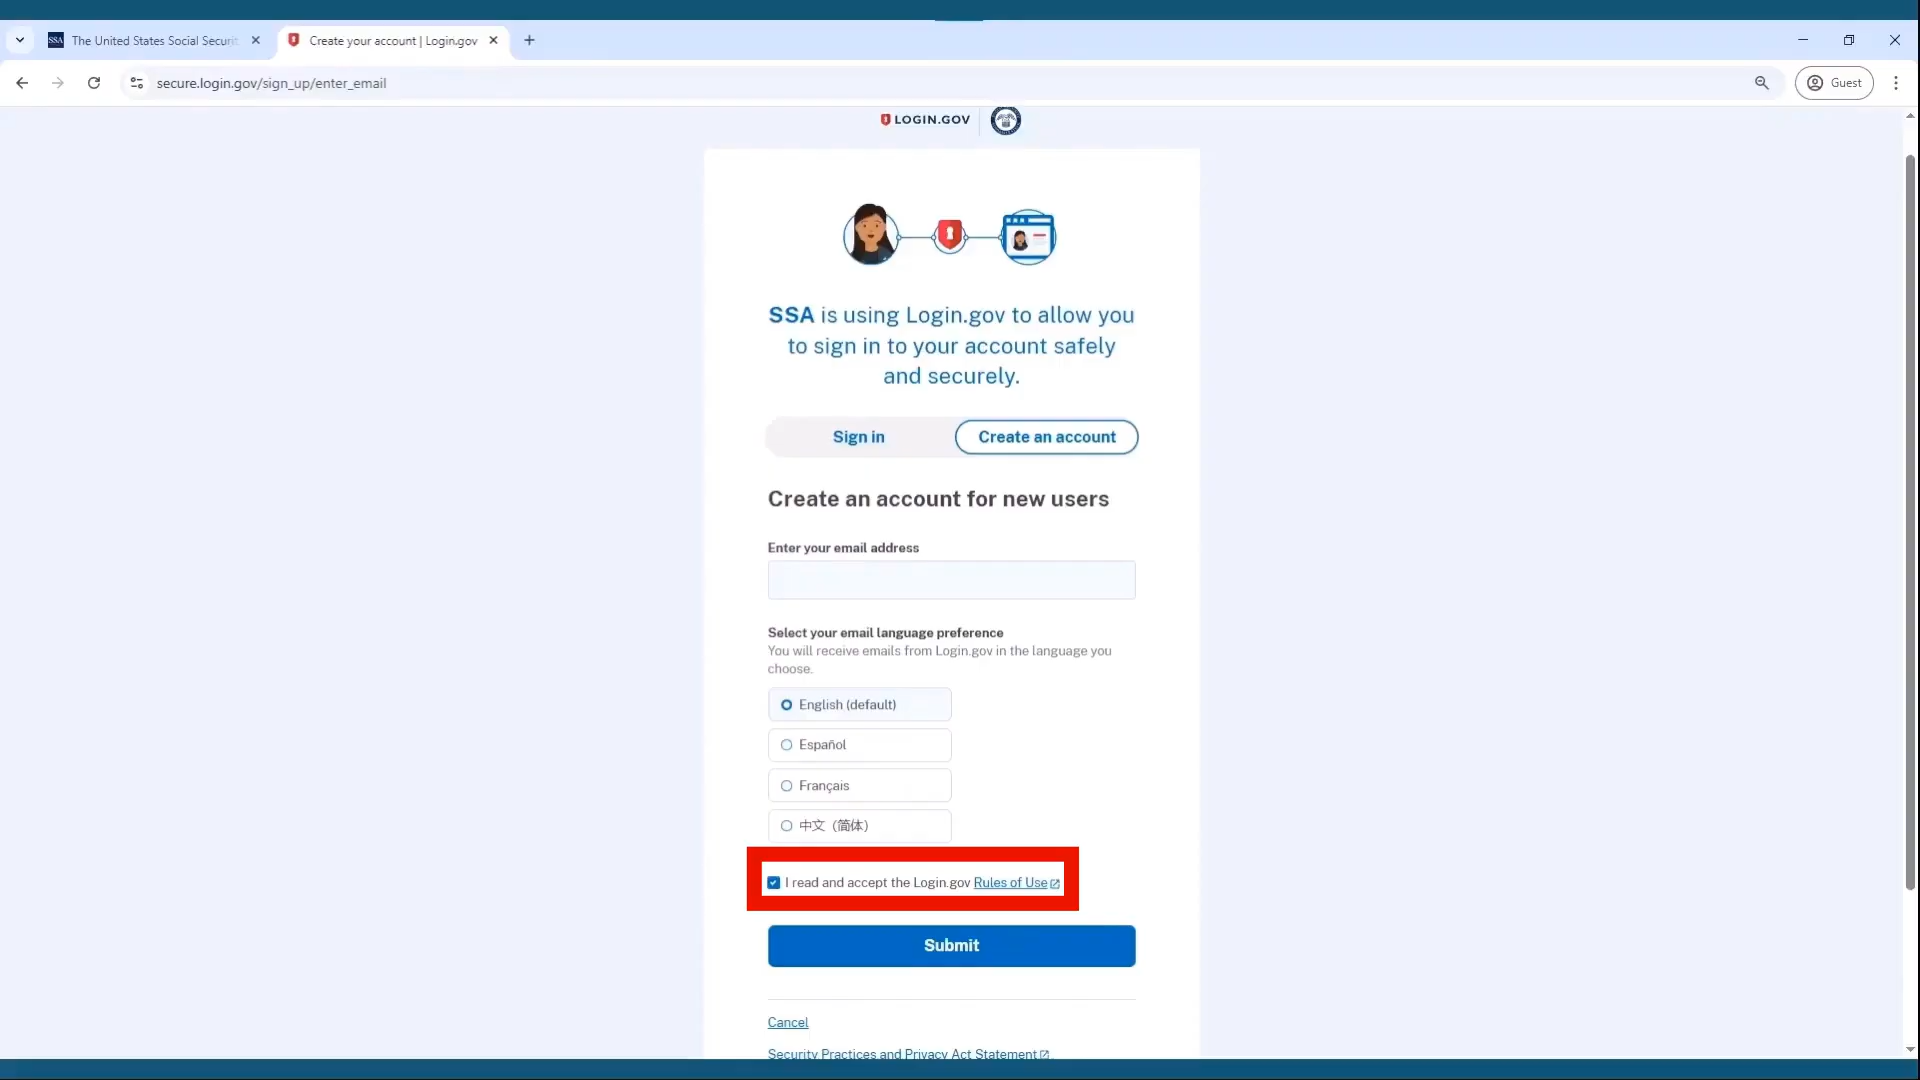 SSA The United States Social Securit
Create your account | Login.gov
secure.login.gov/sign_up/enter_email
Guest
LOGIN.GOV
SSA is using Login.gov to allow you
to sign in to your account safely
and securely.
Sign in
Create an account
Create an account for new users
Enter your email address
Select your email language preference
You will receive emails from Login.gov in the language you
choose.
English (default)
Español
Français
中文 (简体)
I read and accept the Login.gov Rules of Use
Submit
Cancel
Security Practices and Privacy Act Statement